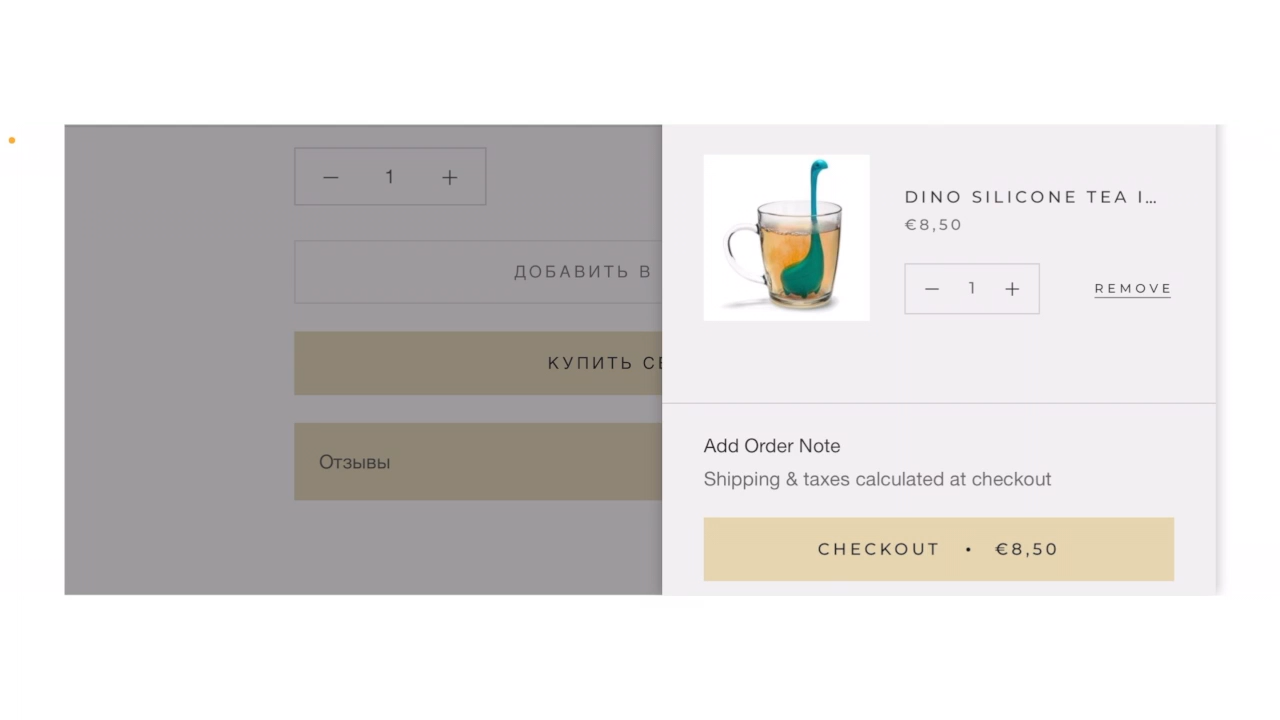 − 1 +
ДОБАВИТЬ В
КУПИТЬ
Отзывы
DINO SILICONE TEA I...
€8,50
− 1 +
REMOVE
Add Order Note
Shipping & taxes calculated at checkout
CHECKOUT • €8,50